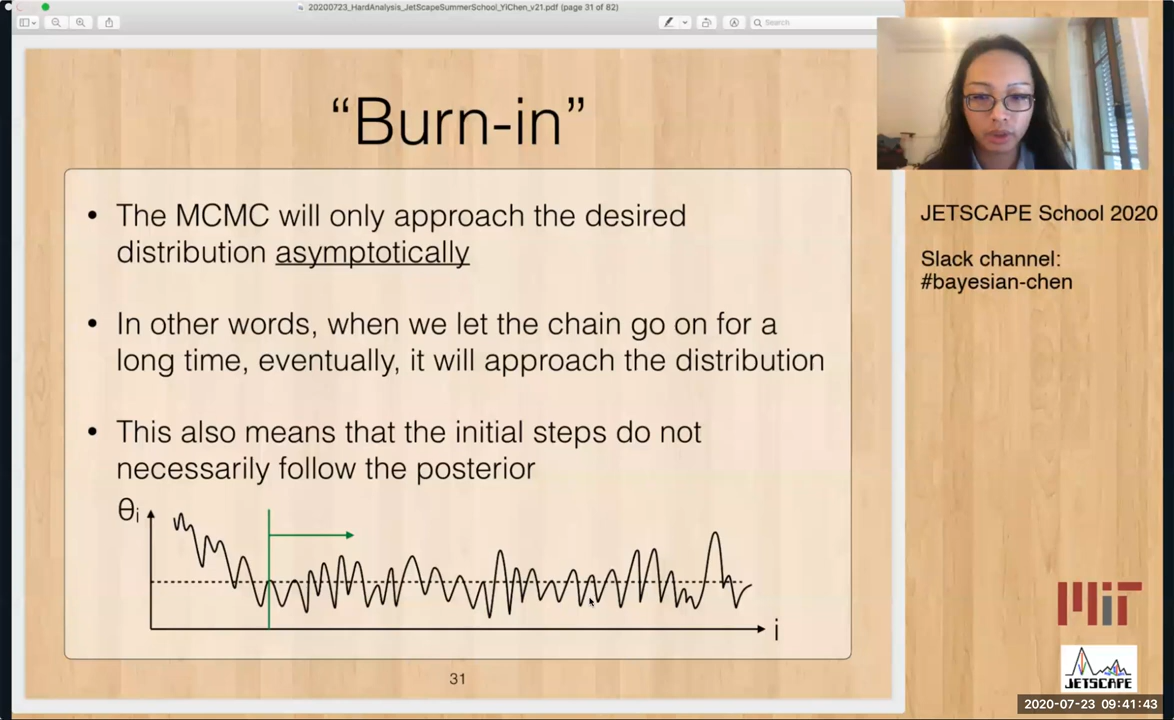 20200723_HardAnalysis_JetScapeSummerSchool_YiChen_v21.pdf (page 31 of 82)
Search
“Burn-in”
• The MCMC will only approach the desired
distribution asymptotically
• In other words, when we let the chain go on for a
long time, eventually, it will approach the distribution
• This also means that the initial steps do not
necessarily follow the posterior
θi
i
31
JETSCAPE School 2020
Slack channel:
#bayesian-chen
MIT
JETSCAPE
2020-07-23 09:41:43